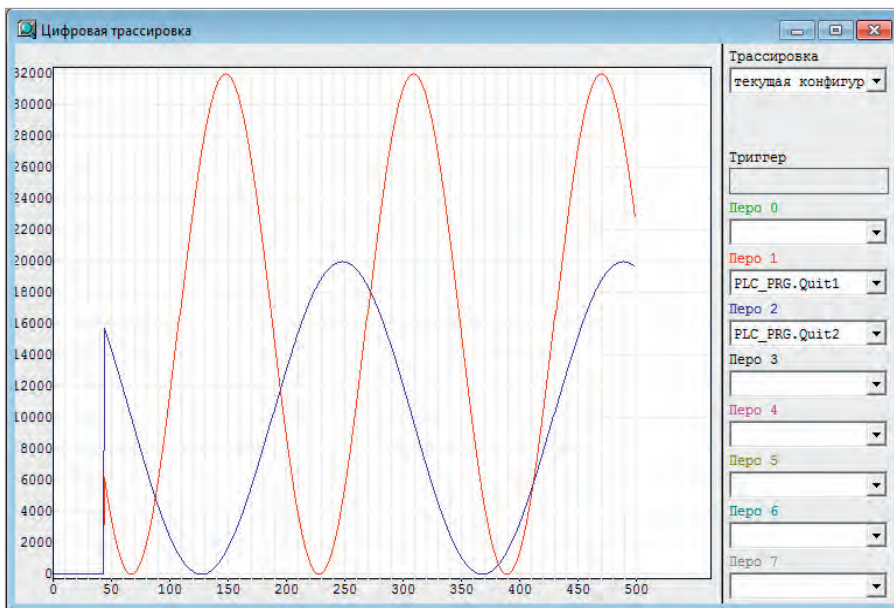 Цифровая трассировка
32000
30000
28000
26000
24000
22000
20000
18000
16000
14000
12000
10000
8000
6000
4000
2000
0
0 50 100 150 200 250 300 350 400 450 500
Трассировка
текущая конфигур
Триггер
Перо 0
Перо 1
PLC_PRG.Quit1
Перо 2
PLC_PRG.Quit2
Перо 3
Перо 4
Перо 5
Перо 6
Перо 7